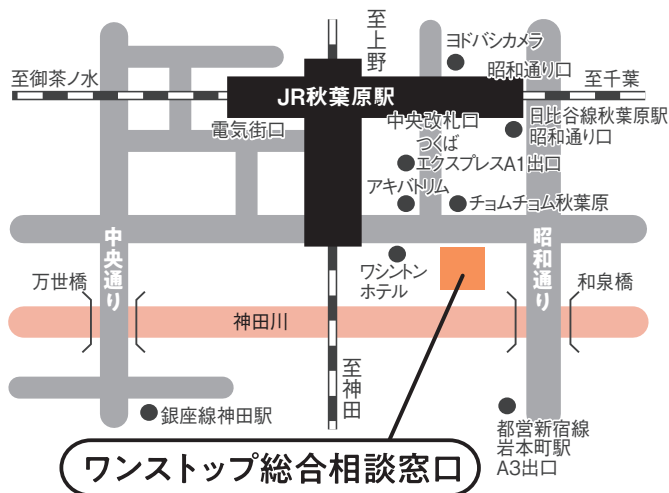 至上野
ヨドバシカメラ
昭和通り口
至御茶ノ水
至千葉
JR秋葉原駅
電気街口
中央改札口
つくば
エクスプレスA1出口
日比谷線秋葉原駅
昭和通り口
アキバトリム
チョムチョム秋葉原
中央通り
昭和通り
万世橋
ワシントン
ホテル
和泉橋
神田川
至神田
銀座線神田駅
都営新宿線
岩本町駅
A3出口
ワンストップ総合相談窓口